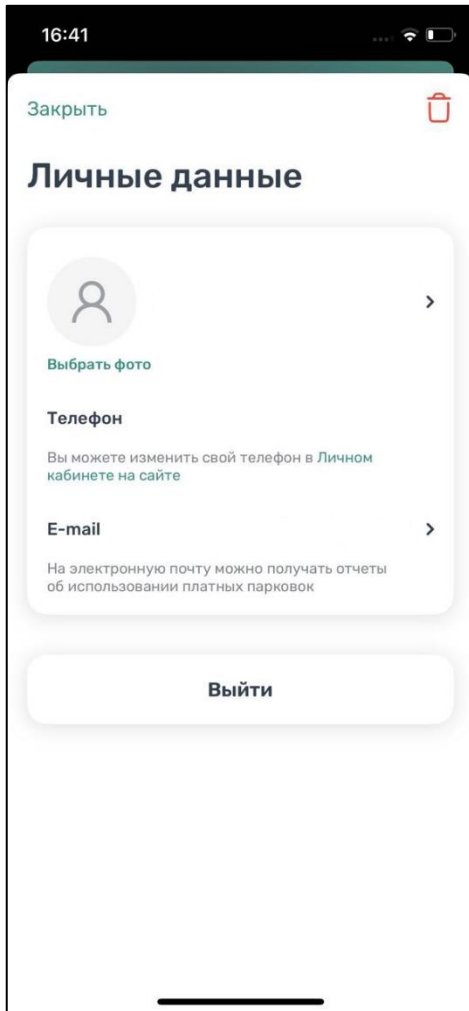 16:41
Закрыть
Личные данные
Выбрать фото
Телефон
Вы можете изменить свой телефон в Личном
кабинете на сайте
E-mail
На электронную почту можно получать отчеты
об использовании платных парковок
Выйти